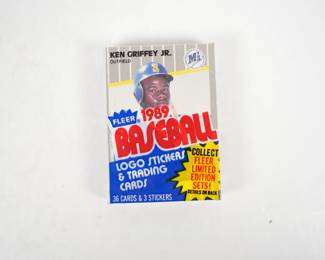 KEN GRIFFEY JR.
OUTFIELD
FLEER
1989
BASEBALL
LOGO STICKERS
& TRADING
CARDS
36 CARDS & 3 STICKERS
COLLECT
FLEER
LIMITED
EDITION
SETS!
DETAILS ON BACK